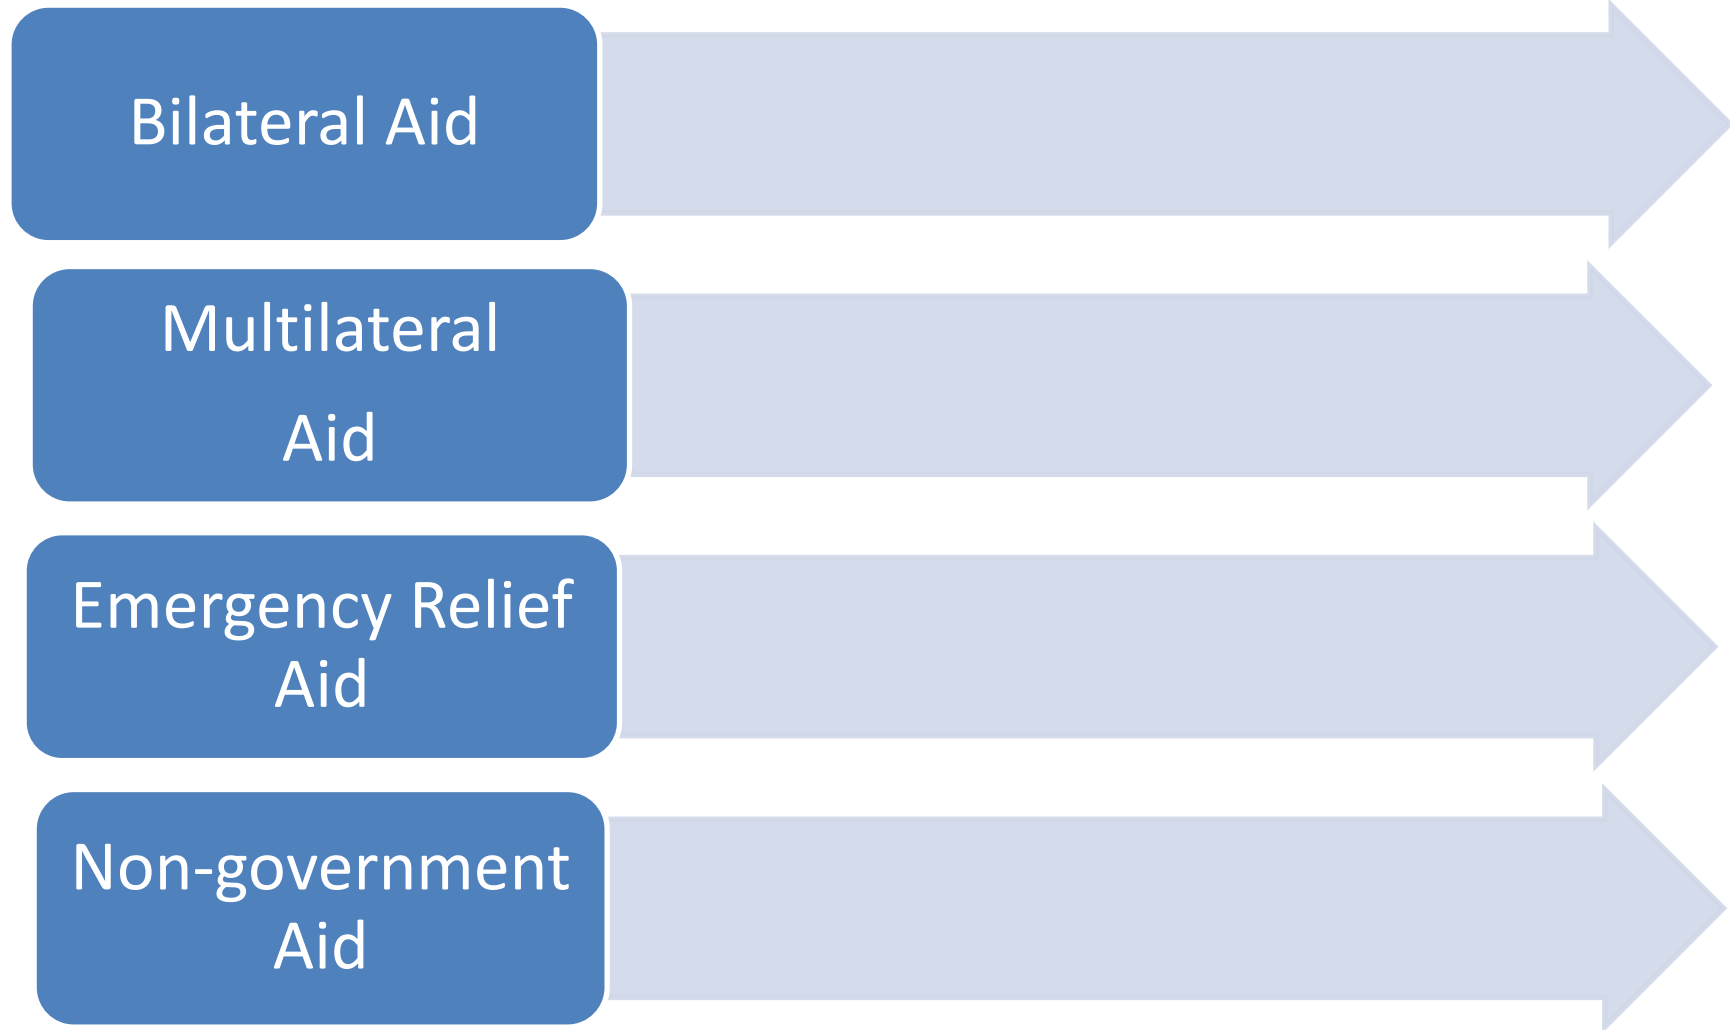 Bilateral Aid
Multilateral
Aid
Emergency Relief
Aid
Non-government
Aid